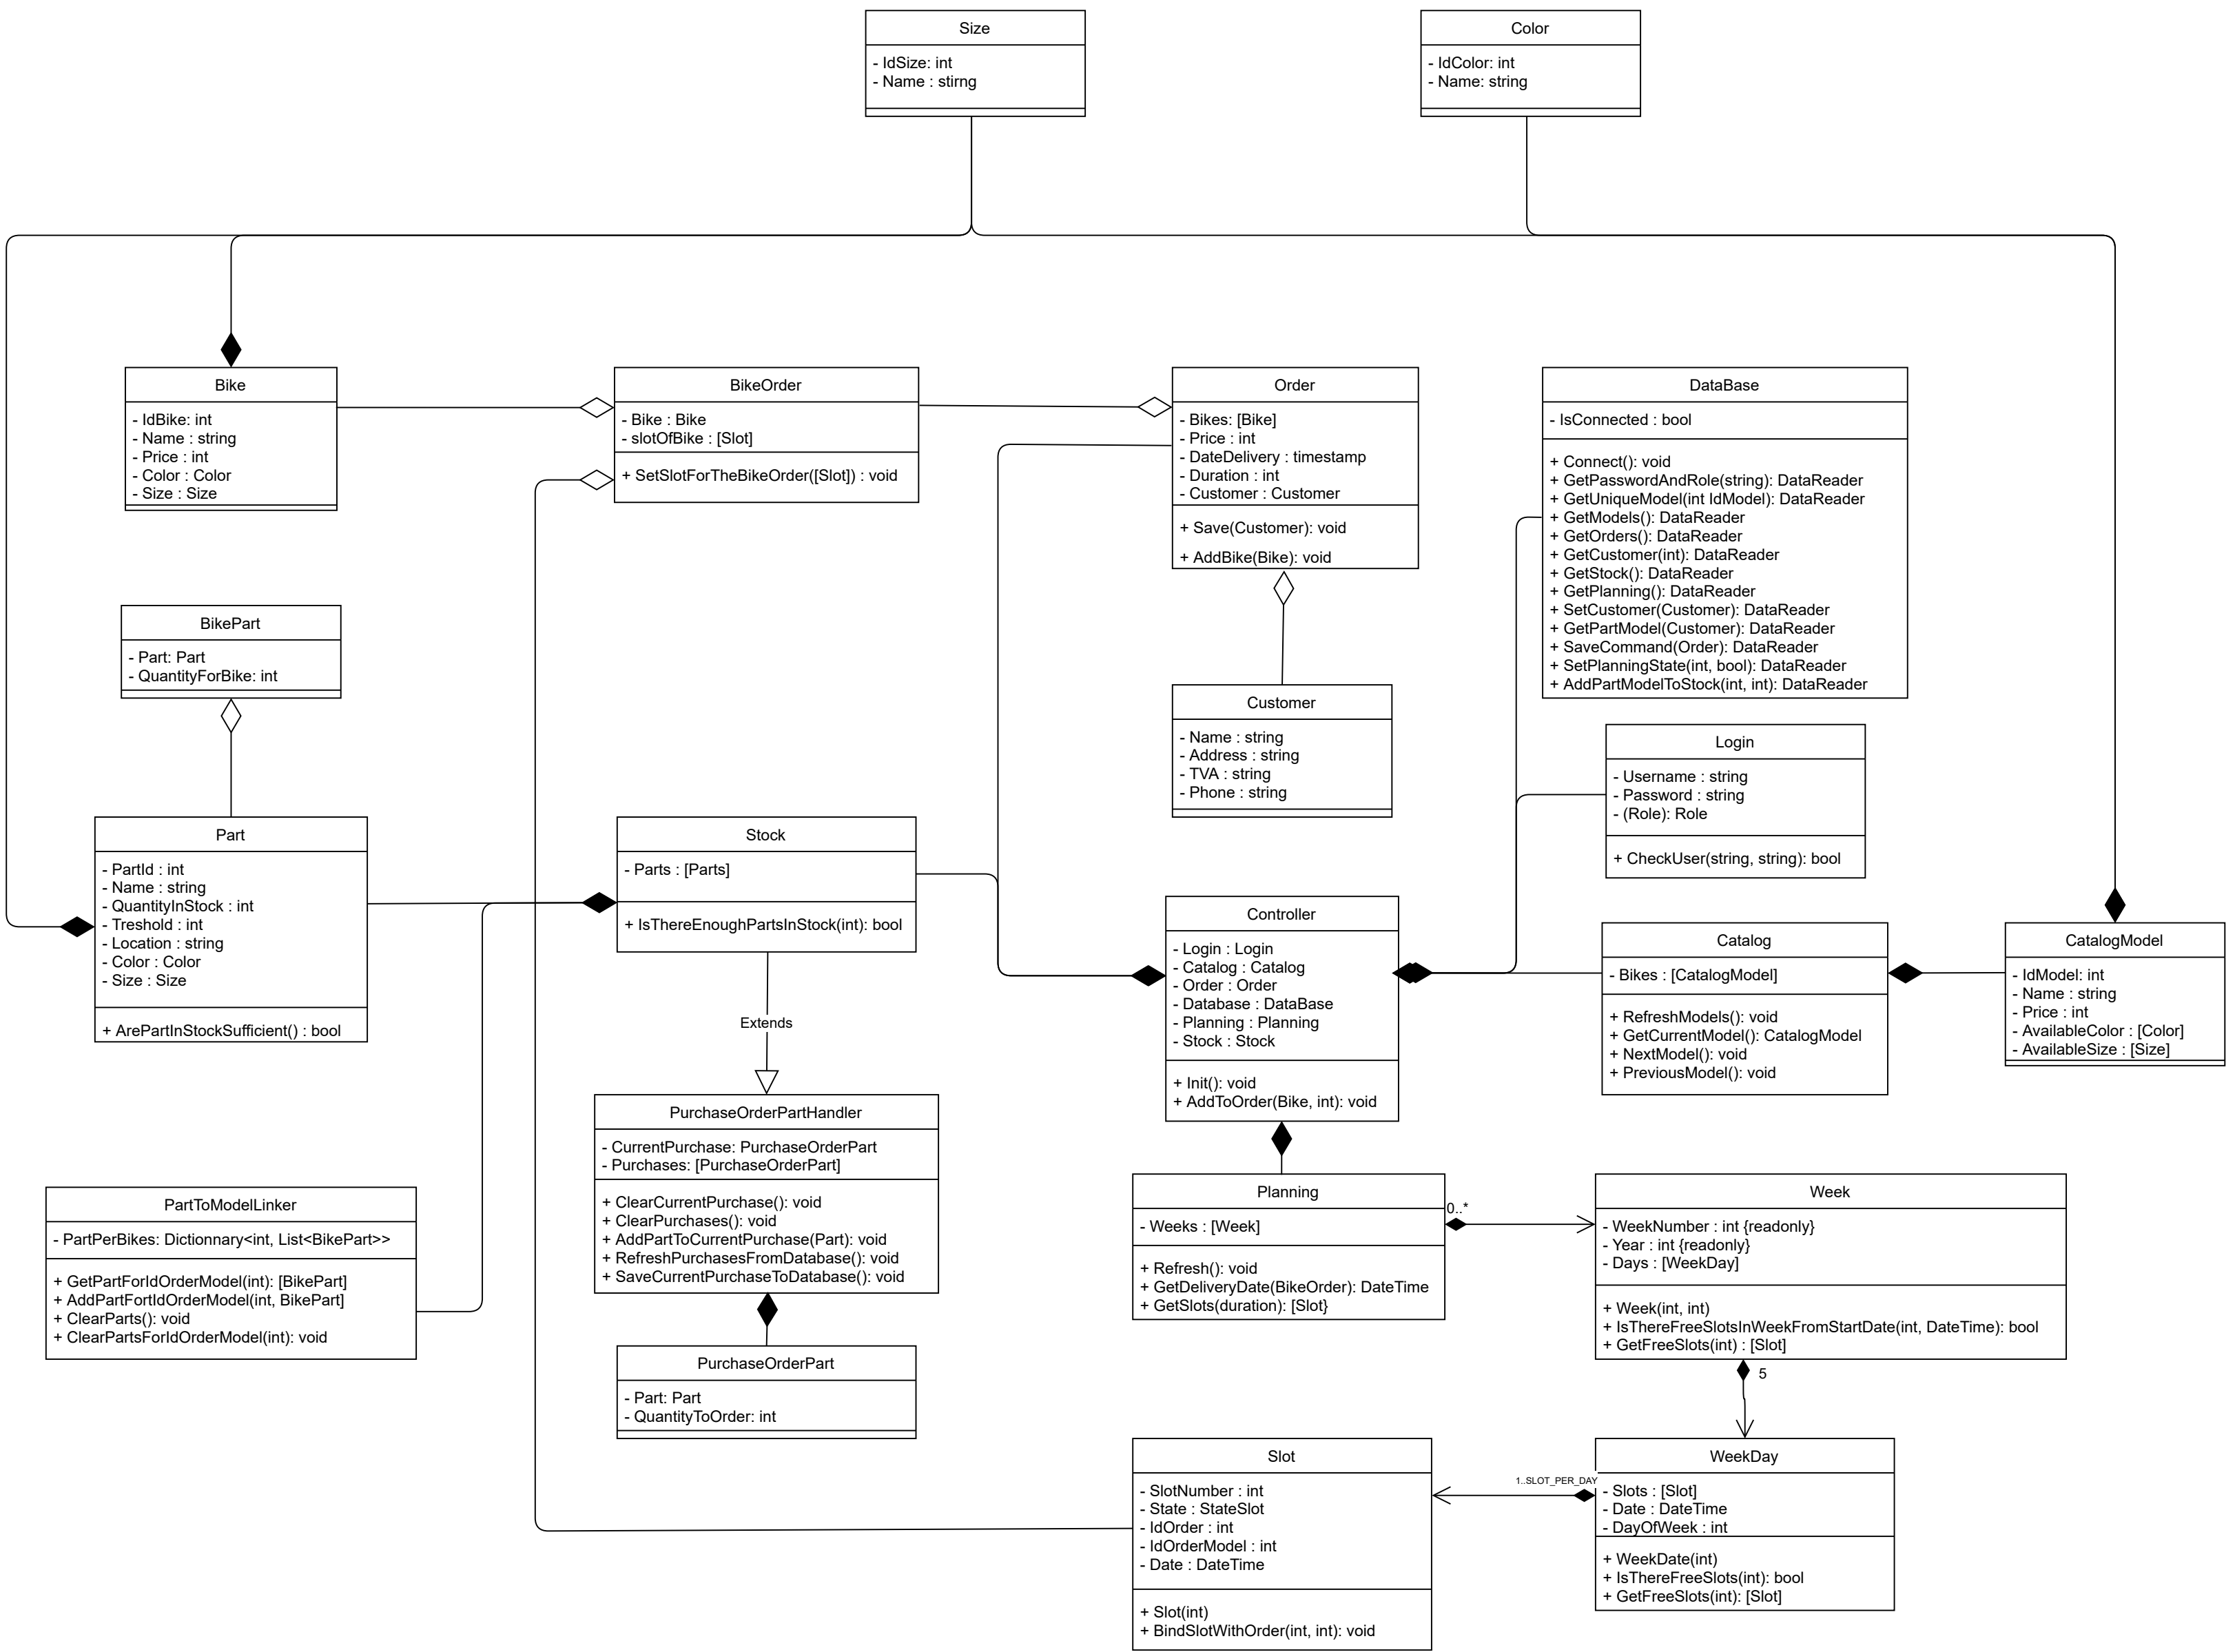 Size
- IdSize: int
- Name : stirng
Color
- IdColor: int
- Name: string
Bike
- IdBike: int
- Name : string
- Price : int
- Color : Color
- Size : Size
BikeOrder
- Bike : Bike
- slotOfBike : [Slot]
+ SetSlotForTheBikeOrder([Slot]) : void
Order
- Bikes: [Bike]
- Price : int
- DateDelivery : timestamp
- Duration : int
- Customer : Customer
+ Save(Customer): void
+ AddBike(Bike): void
DataBase
- IsConnected : bool
+ Connect(): void
+ GetPasswordAndRole(string): DataReader
+ GetUniqueModel(int IdModel): DataReader
+ GetModels(): DataReader
+ GetOrders(): DataReader
+ GetCustomer(int): DataReader
+ GetStock(): DataReader
+ GetPlanning(): DataReader
+ SetCustomer(Customer): DataReader
+ GetPartModel(Customer): DataReader
+ SaveCommand(Order): DataReader
+ SetPlanningState(int, bool): DataReader
+ AddPartModelToStock(int, int): DataReader
BikePart
- Part: Part
- QuantityForBike: int
Customer
- Name : string
- Address : string
- TVA : string
- Phone : string
Login
- Username : string
- Password : string
- (Role): Role
+ CheckUser(string, string): bool
Part
- PartId : int
- Name : string
- QuantityInStock : int
- Treshold : int
- Location : string
- Color : Color
- Size : Size
+ ArePartInStockSufficient() : bool
Stock
- Parts : [Parts]
+ IsThereEnoughPartsInStock(int): bool
Extends
Controller
- Login : Login
- Catalog : Catalog
- Order : Order
- Database : DataBase
- Planning : Planning
- Stock : Stock
+ Init(): void
+ AddToOrder(Bike, int): void
Catalog
- Bikes : [CatalogModel]
+ RefreshModels(): void
+ GetCurrentModel(): CatalogModel
+ NextModel(): void
+ PreviousModel(): void
CatalogModel
- IdModel: int
- Name : string
- Price : int
- AvailableColor : [Color]
- AvailableSize : [Size]
PurchaseOrderPartHandler
- CurrentPurchase: PurchaseOrderPart
- Purchases: [PurchaseOrderPart]
+ ClearCurrentPurchase(): void
+ ClearPurchases(): void
+ AddPartToCurrentPurchase(Part): void
+ RefreshPurchasesFromDatabase(): void
+ SaveCurrentPurchaseToDatabase(): void
PartToModelLinker
- PartPerBikes: Dictionnary<int, List<BikePart>>
+ GetPartForIdOrderModel(int): [BikePart]
+ AddPartFortIdOrderModel(int, BikePart]
+ ClearParts(): void
+ ClearPartsForIdOrderModel(int): void
PurchaseOrderPart
- Part: Part
- QuantityToOrder: int
Planning
- Weeks : [Week]
+ Refresh(): void
+ GetDeliveryDate(BikeOrder): DateTime
+ GetSlots(duration): [Slot}
0..*
Week
- WeekNumber : int {readonly}
- Year : int {readonly}
- Days : [WeekDay]
+ Week(int, int)
+ IsThereFreeSlotsInWeekFromStartDate(int, DateTime): bool
+ GetFreeSlots(int) : [Slot]
5
Slot
- SlotNumber : int
- State : StateSlot
- IdOrder : int
- IdOrderModel : int
- Date : DateTime
+ Slot(int)
+ BindSlotWithOrder(int, int): void
1..SLOT_PER_DAY
WeekDay
- Slots : [Slot]
- Date : DateTime
- DayOfWeek : int
+ WeekDate(int)
+ IsThereFreeSlots(int): bool
+ GetFreeSlots(int): [Slot]